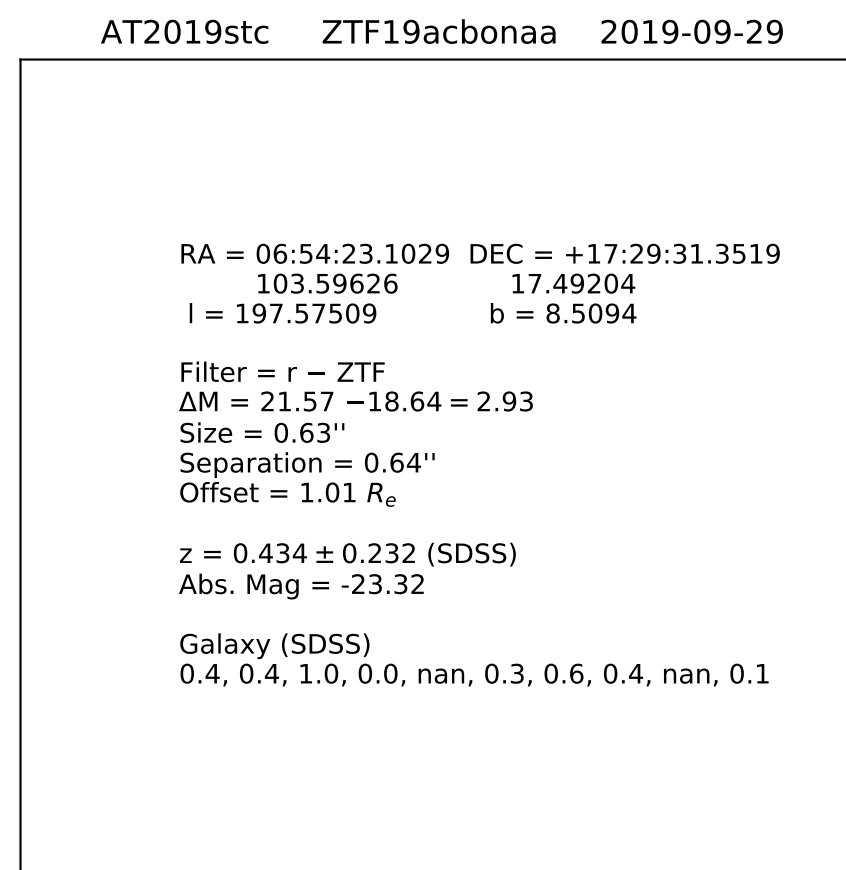 AT2019stc ZTF19acbonaa 2019-09-29
RA = 06:54:23.1029 DEC = +17:29:31.3519
103.59626 17.49204
l = 197.57509 b = 8.5094
Filter = r − ZTF
ΔM = 21.57 −18.64 = 2.93
Size = 0.63''
Separation = 0.64''
Offset = 1.01 Re
z = 0.434 ± 0.232 (SDSS)
Abs. Mag = -23.32
Galaxy (SDSS)
0.4, 0.4, 1.0, 0.0, nan, 0.3, 0.6, 0.4, nan, 0.1